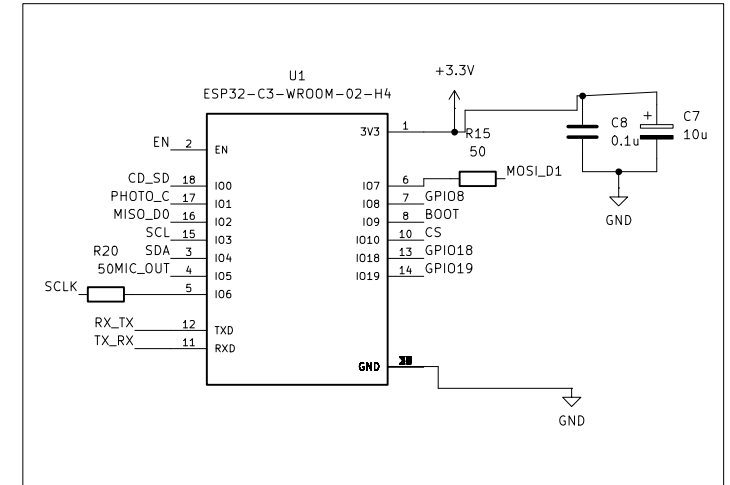 U1
ESP32-C3-WROOM-02-H4
+3.3V
3V3 1
R15
50
+
C8
0.1u
C7
10u
GND
EN 2 EN
CD_SD 18 IO0
PHOTO_C 17 IO1
MISO_D0 16 IO2
SCL 15 IO3
R20
SDA 3 IO4
50
MIC_OUT 4 IO5
SCLK 5 IO6
RX_TX 12 TXD
TX_RX 11 RXD
IO7 6 MOSI_D1
IO8 7 GPIO8
IO9 8 BOOT
IO10 10 CS
IO18 13 GPIO18
IO19 14 GPIO19
GND
GND